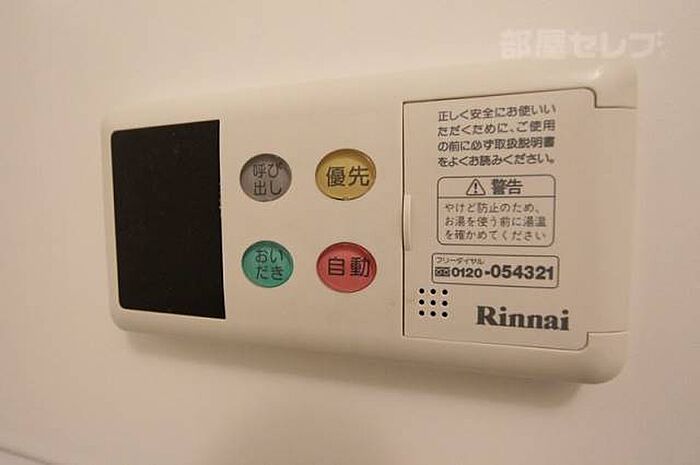 部屋セレブ
呼び
出し
優先
おい
だき
自動
正しく安全にお使いい
ただくために、ご使用
の前に必ず取扱説明書
をよくお読みください。
警告
やけど防止のため、
お湯を使う前に湯温
を確かめてください
フリーダイヤル
0120-054321
Rinnai